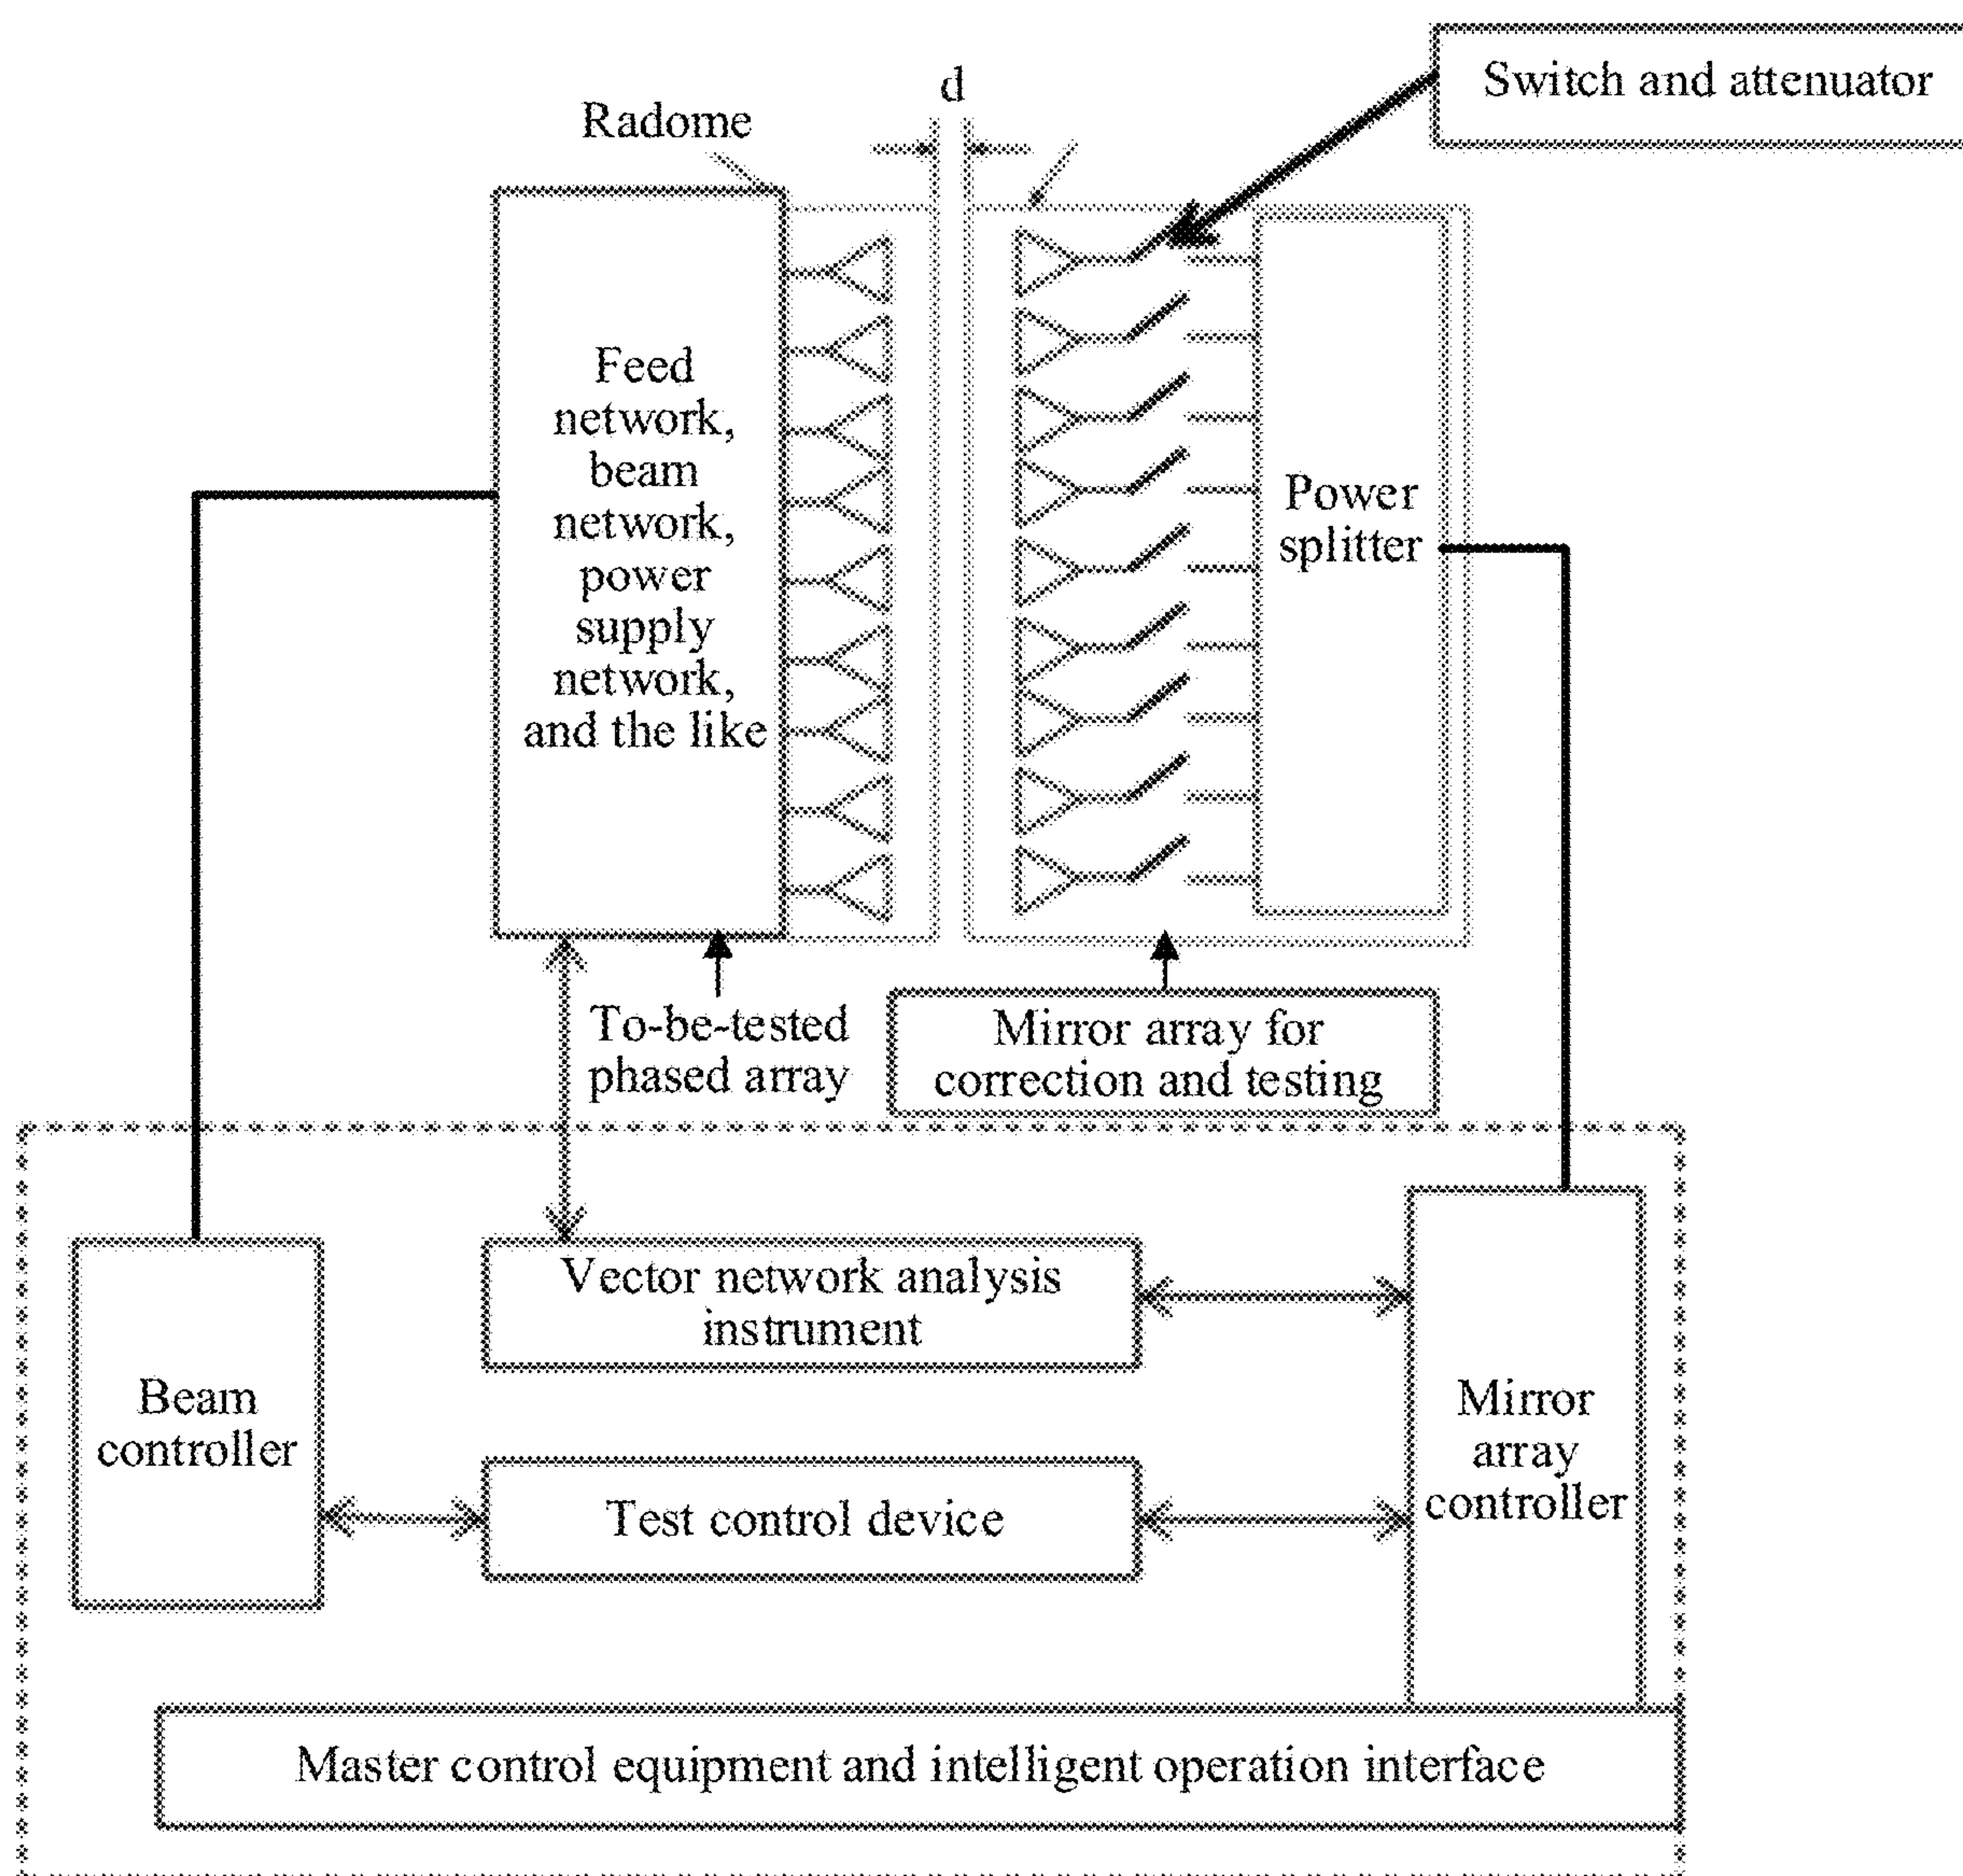 Switch and attenuator
d
Radome
Feed
network,
beam
network,
power
supply
network,
and the like
Power
splitter
To-be-tested
phased array
Mirror array for
correction and testing
Vector network analysis
instrument
Beam
controller
Test control device
Mirror
array
controller
Master control equipment and intelligent operation interface